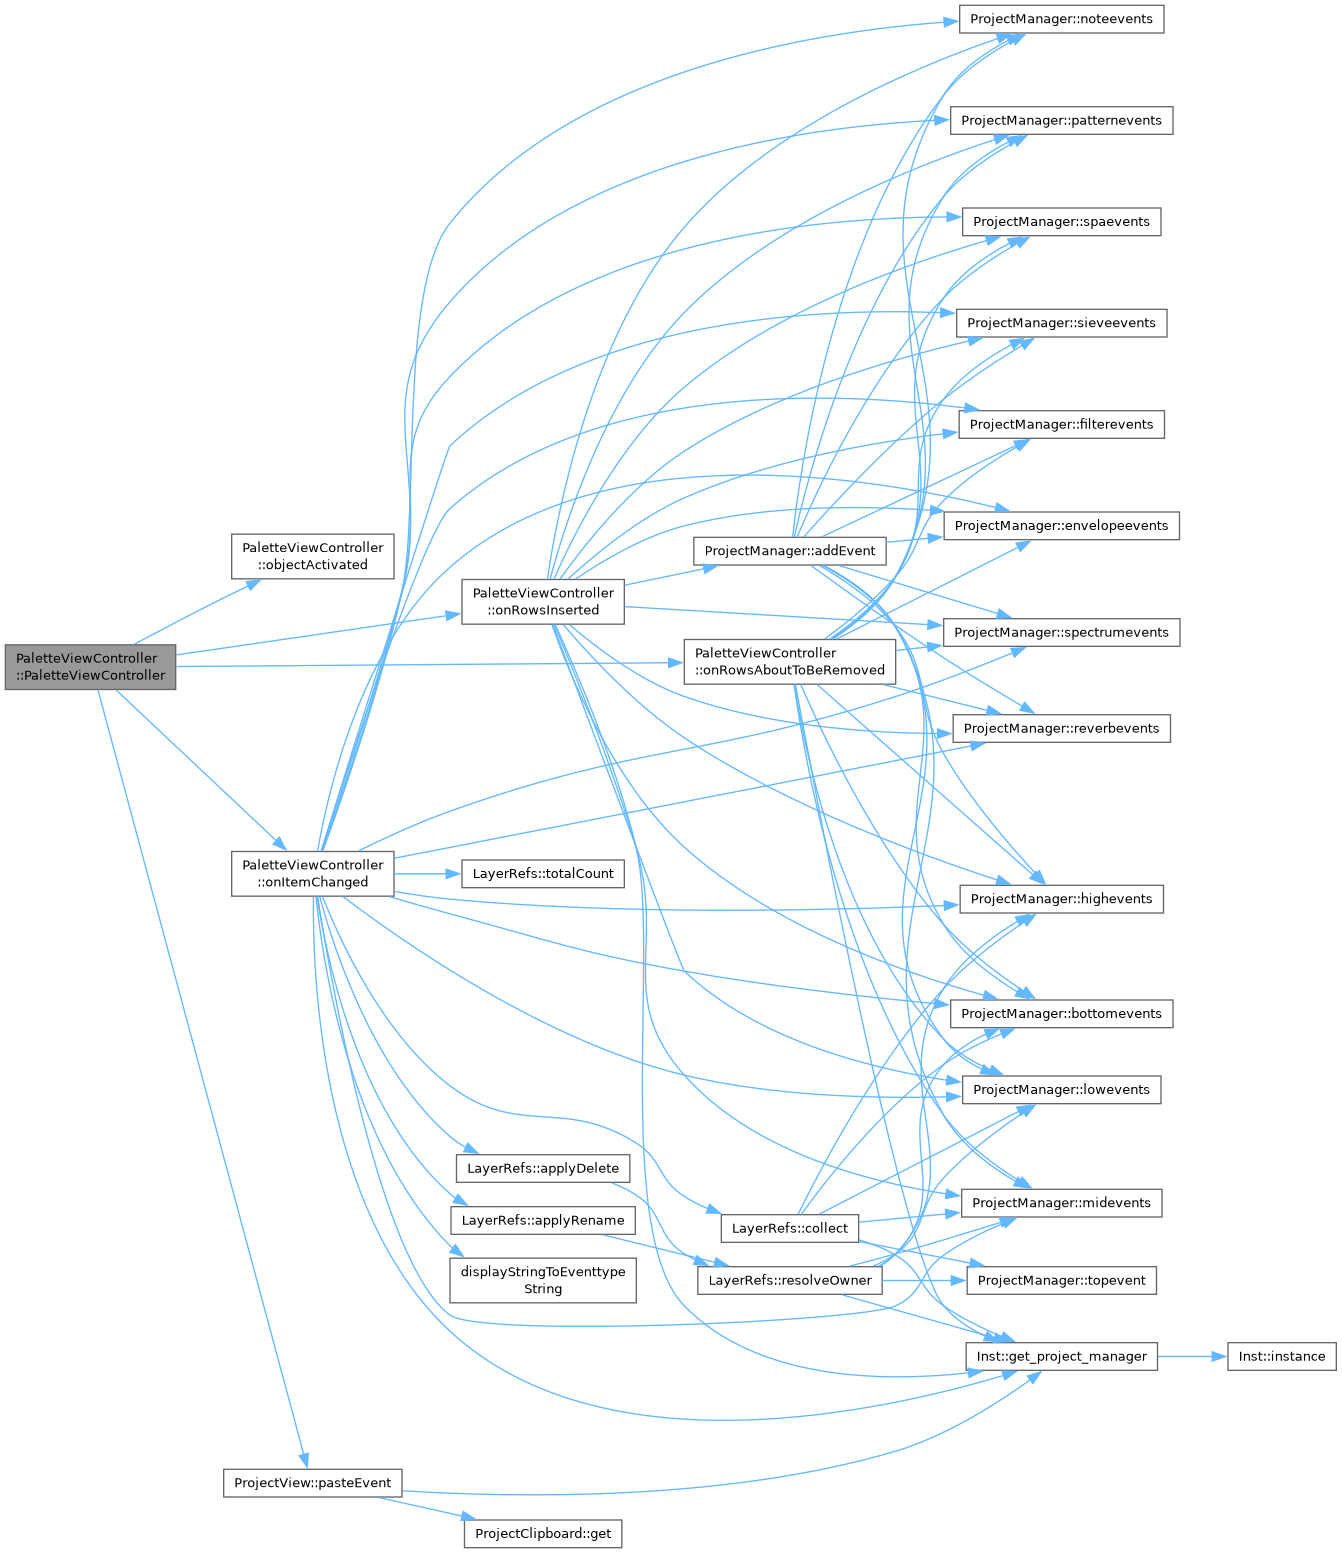 ProjectManager::noteevents
ProjectManager::patternevents
ProjectManager::spaevents
ProjectManager::sieveevents
ProjectManager::filterevents
ProjectManager::envelopeevents
PaletteViewController
::objectActivated
ProjectManager::addEvent
PaletteViewController
::onRowsInserted
ProjectManager::spectrumevents
PaletteViewController
::PaletteViewController
PaletteViewController
::onRowsAboutToBeRemoved
ProjectManager::reverbevents
PaletteViewController
::onItemChanged
LayerRefs::totalCount
ProjectManager::highevents
ProjectManager::bottomevents
ProjectManager::lowevents
LayerRefs::applyDelete
ProjectManager::midevents
LayerRefs::applyRename
LayerRefs::collect
displayStringToEventtype
String
LayerRefs::resolveOwner
ProjectManager::topevent
Inst::get_project_manager
Inst::instance
ProjectView::pasteEvent
ProjectClipboard::get